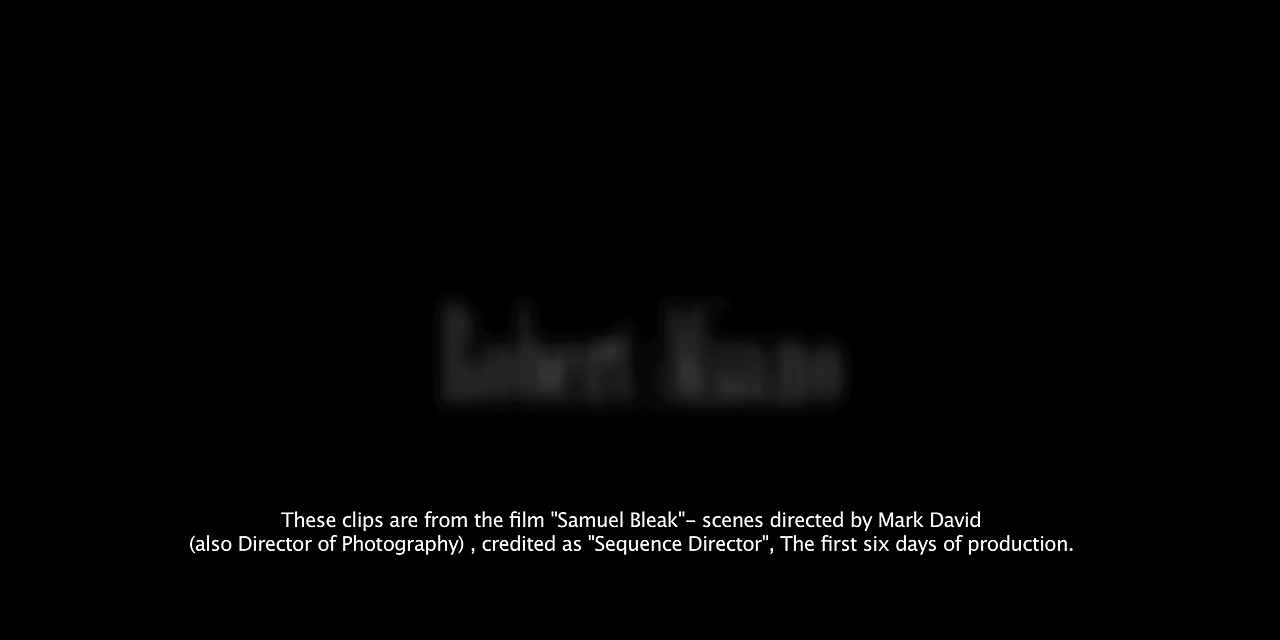 Robert
These clips are from the film "Samuel Bleak"– scenes directed by Mark David
(also Director of Photography) , credited as "Sequence Director", The first six days of production.